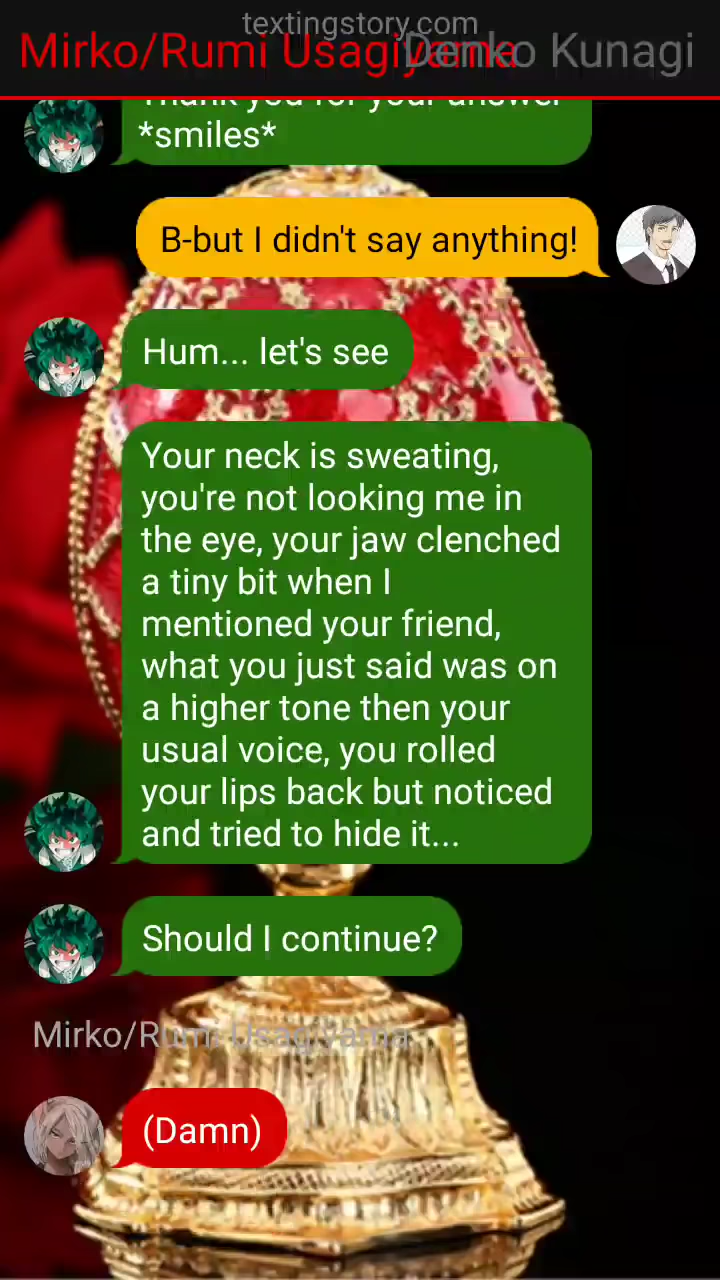 textingstory.com
Mirko/Rumi Usagiyama Denko Kunagi
Thank you for your answer
*smiles*
B-but I didn't say anything!
Hum... let's see
Your neck is sweating,
you're not looking me in
the eye, your jaw clenched
a tiny bit when I
mentioned your friend,
what you just said was on
a higher tone then your
usual voice, you rolled
your lips back but noticed
and tried to hide it...
Should I continue?
Mirko/Rumi Usagiyama
(Damn)